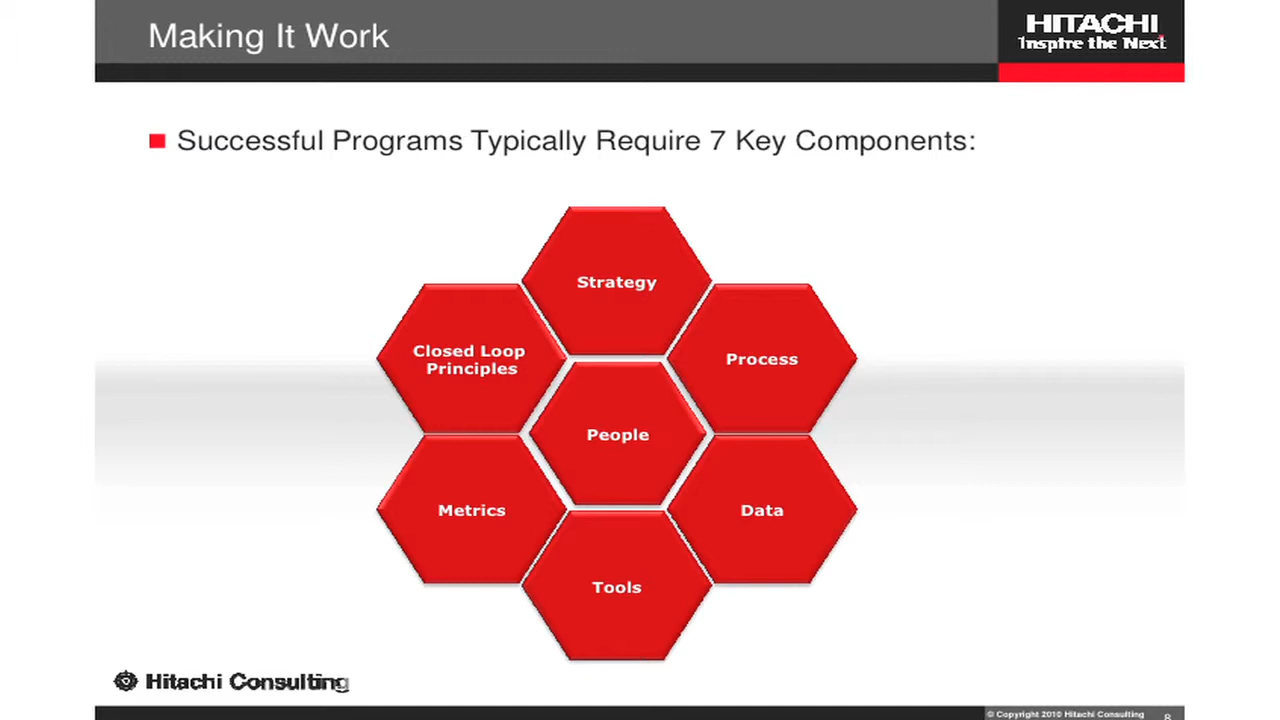 Making It Work
HITACHI
Inspire the Next
Successful Programs Typically Require 7 Key Components:
Strategy
Closed Loop
Principles
Process
People
Metrics
Data
Tools
Hitachi Consulting
© Copyright 2010 Hitachi Consulting
8